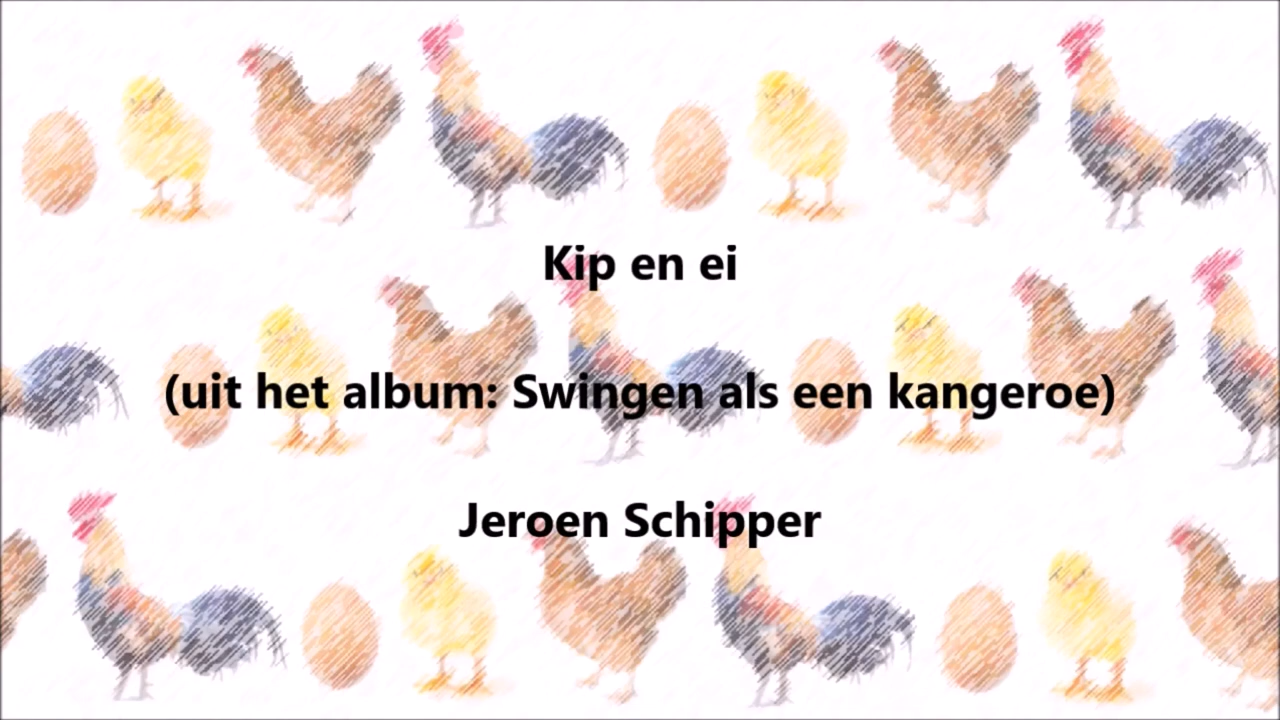 Kip en ei
(uit het album: Swingen als een kangeroe)
Jeroen Schipper